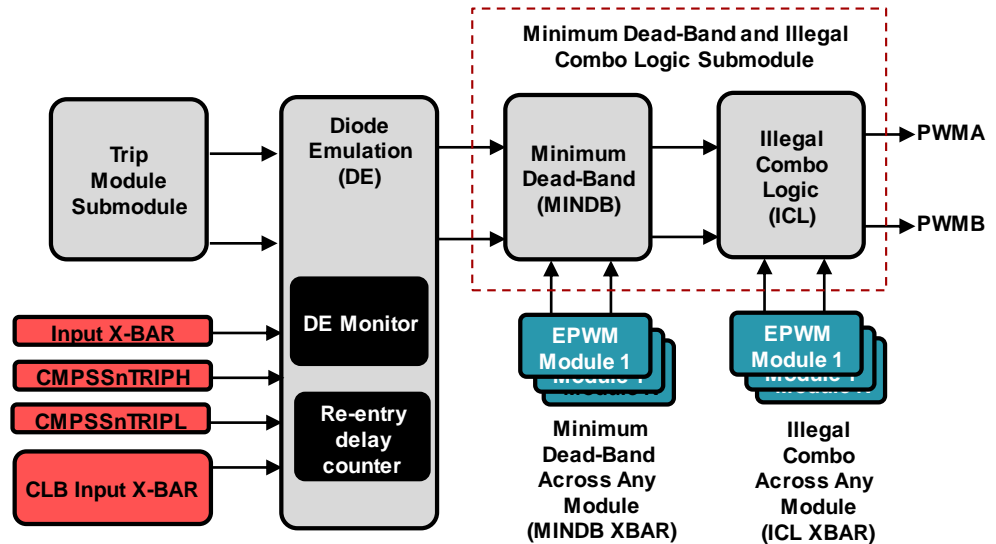 Minimum Dead-Band and Illegal
Combo Logic Submodule
Trip
Module
Submodule
Diode
Emulation
(DE)
Minimum
Dead-Band
(MINDB)
Illegal
Combo
Logic
(ICL)
PWMA
PWMB
DE Monitor
Re-entry
delay
counter
Input X-BAR
CMPSSnTRIPH
CMPSSnTRIPL
CLB Input X-BAR
EPWM
Module 1
EPWM
Module 1
Minimum
Dead-Band
Across Any
Module
(MINDB XBAR)
Illegal
Combo
Across Any
Module
(ICL XBAR)